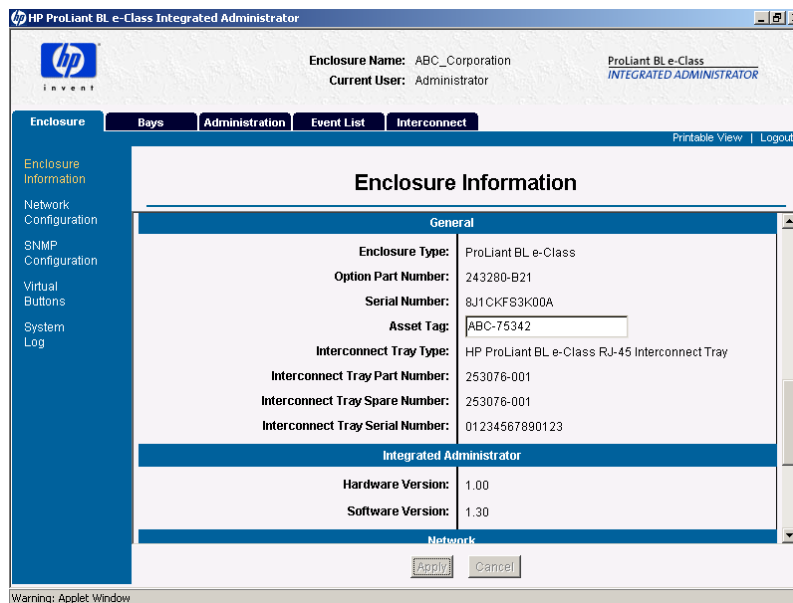 HP ProLiant BL e-Class Integrated Administrator
hp
invent
Enclosure Name: ABC_Corporation
Current User: Administrator
ProLiant BL e-Class
INTEGRATED ADMINISTRATOR
Enclosure Bays Administration Event List Interconnect
Printable View | Logout
Enclosure
Information
Network
Configuration
SNMP
Configuration
Virtual
Buttons
System
Log
Enclosure Information
General
Enclosure Type: ProLiant BL e-Class
Option Part Number: 243280-B21
Serial Number: 8J1CKFS3K00A
Asset Tag: ABC-75342
Interconnect Tray Type: HP ProLiant BL e-Class RJ-45 Interconnect Tray
Interconnect Tray Part Number: 253076-001
Interconnect Tray Spare Number: 253076-001
Interconnect Tray Serial Number: 01234567890123
Integrated Administrator
Hardware Version: 1.00
Software Version: 1.30
Network
Apply Cancel
Warning: Applet Window